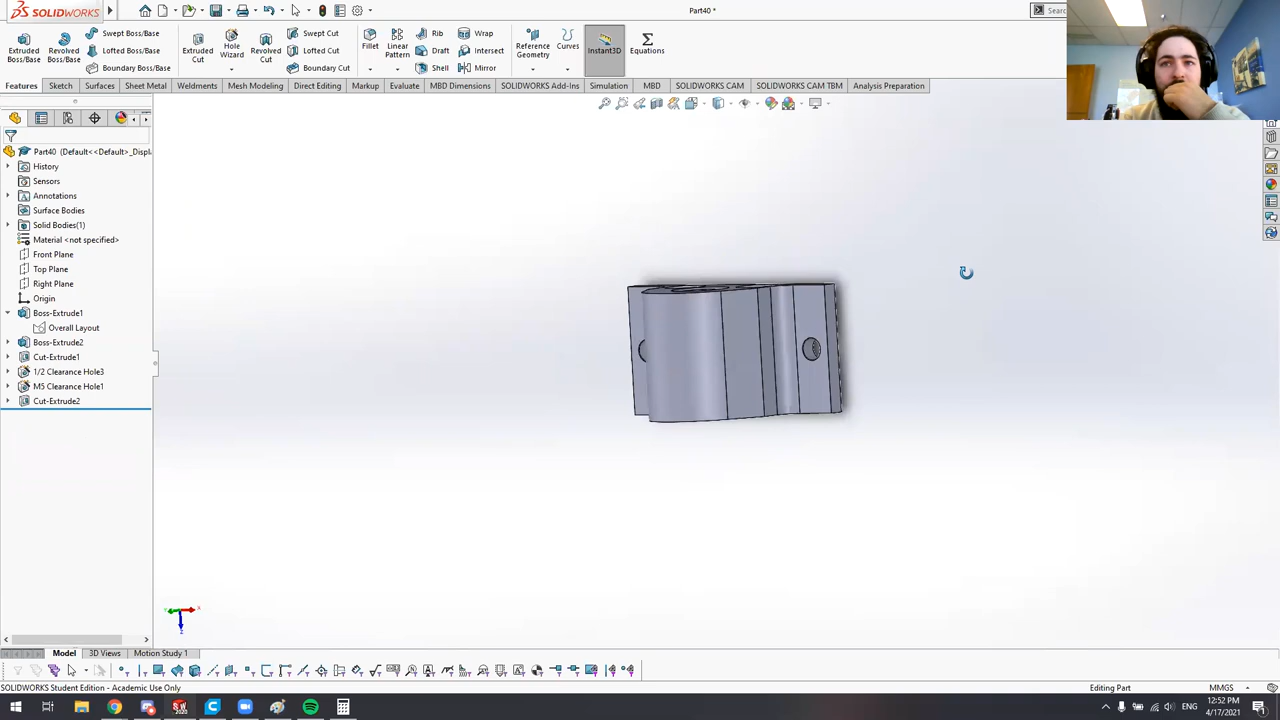 SOLIDWORKS
Part40 *
Sear
Extruded Boss/Base
Revolved Boss/Base
Swept Boss/Base
Lofted Boss/Base
Boundary Boss/Base
Extruded Cut
Hole Wizard
Revolved Cut
Swept Cut
Lofted Cut
Boundary Cut
Fillet
Linear Pattern
Rib
Draft
Shell
Wrap
Intersect
Mirror
Reference Geometry
Curves
Instant3D
Equations
Features
Sketch
Surfaces
Sheet Metal
Weldments
Mesh Modeling
Direct Editing
Markup
Evaluate
MBD Dimensions
SOLIDWORKS Add-Ins
Simulation
MBD
SOLIDWORKS CAM
SOLIDWORKS CAM TBM
Analysis Preparation
Part40 (Default<<Default>_Displ
History
Sensors
Annotations
Surface Bodies
Solid Bodies(1)
Material <not specified>
Front Plane
Top Plane
Right Plane
Origin
Boss-Extrude1
Overall Layout
Boss-Extrude2
Cut-Extrude1
1/2 Clearance Hole3
M5 Clearance Hole1
Cut-Extrude2
Model
3D Views
Motion Study 1
SOLIDWORKS Student Edition - Academic Use Only
Editing Part
MMGS
ENG
12:52 PM
4/17/2021